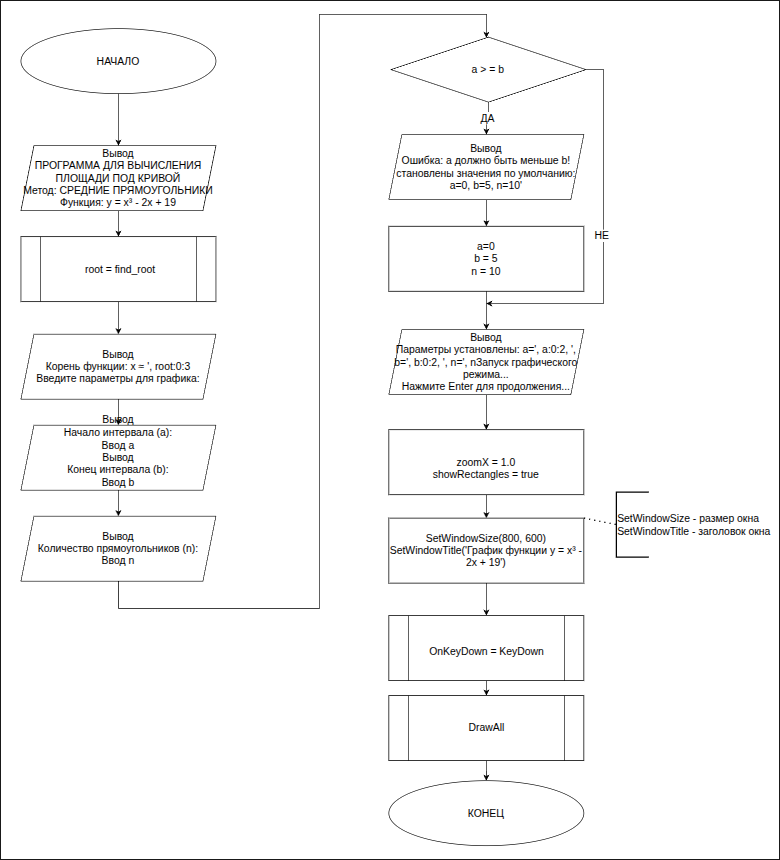 НАЧАЛО
Вывод
ПРОГРАММА ДЛЯ ВЫЧИСЛЕНИЯ
ПЛОЩАДИ ПОД КРИВОЙ
Метод: СРЕДНИЕ ПРЯМОУГОЛЬНИКИ
Функция: y = x³ - 2x + 19
root = find_root
Вывод
Корень функции: x = ', root:0:3
Введите параметры для графика:
Вывод
Начало интервала (a):
Ввод a
Вывод
Конец интервала (b):
Ввод b
Вывод
Количество прямоугольников (n):
Ввод n
a > = b
ДА
Вывод
Ошибка: a должно быть меньше b!
становлены значения по умолчанию:
a=0, b=5, n=10'
НЕ
a=0
b = 5
n = 10
Вывод
Параметры установлены: a=', a:0:2, ',
b=', b:0:2, ', n=', nЗапуск графического
режима...
Нажмите Enter для продолжения...
zoomX = 1.0
showRectangles = true
SetWindowSize(800, 600)
SetWindowTitle('График функции y = x³ -
2x + 19')
SetWindowSize - размер окна
SetWindowTitle - заголовок окна
OnKeyDown = KeyDown
DrawAll
КОНЕЦ